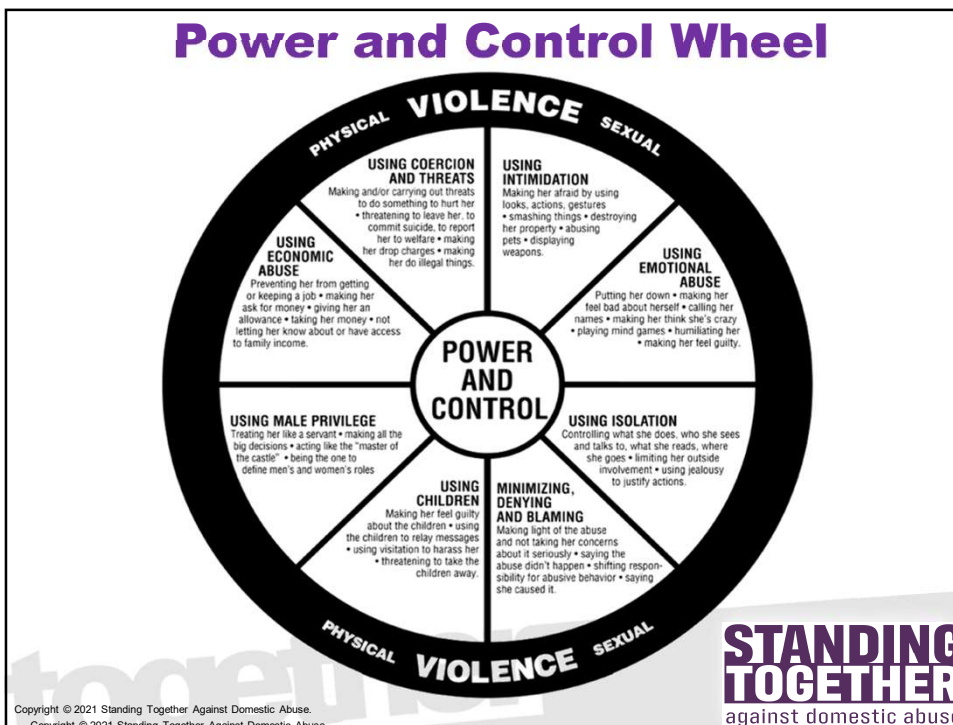 Power and Control Wheel
PHYSICAL VIOLENCE SEXUAL
USING COERCION
AND THREATS
Making and/or carrying out threats
to do something to hurt her
• threatening to leave her, to
commit suicide, to report
her to welfare • making
her drop charges • making
her do illegal things.
USING
INTIMIDATION
Making her afraid by using
looks, actions, gestures
• smashing things • destroying
her property • abusing
pets • displaying
weapons.
USING
EMOTIONAL
ABUSE
Putting her down • making her
feel bad about herself • calling her
names • making her think she's crazy
• playing mind games • humiliating her
• making her feel guilty.
USING ISOLATION
Controlling what she does, who she sees
and talks to, what she reads, where
she goes • limiting her outside
involvement • using jealousy
to justify actions.
MINIMIZING,
DENYING
AND BLAMING
Making light of the abuse
and not taking her concerns
about it seriously • saying the
abuse didn't happen • shifting respon-
sibility for abusive behavior • saying
she caused it.
USING
CHILDREN
Making her feel guilty
about the children • using
the children to relay messages
• using visitation to harass her
• threatening to take the
children away.
USING MALE PRIVILEGE
Treating her like a servant • making all the
big decisions • acting like the "master of
the castle" • being the one to
define men's and women's roles
USING
ECONOMIC
ABUSE
Preventing her from getting
or keeping a job • making her
ask for money • giving her an
allowance • taking her money • not
letting her know about or have access
to family income.
POWER
AND
CONTROL
PHYSICAL VIOLENCE SEXUAL
together
STANDING
TOGETHER
against domestic abuse
Copyright © 2021 Standing Together Against Domestic Abuse.
Copyright © 2021 Standing Together Against Domestic Abuse